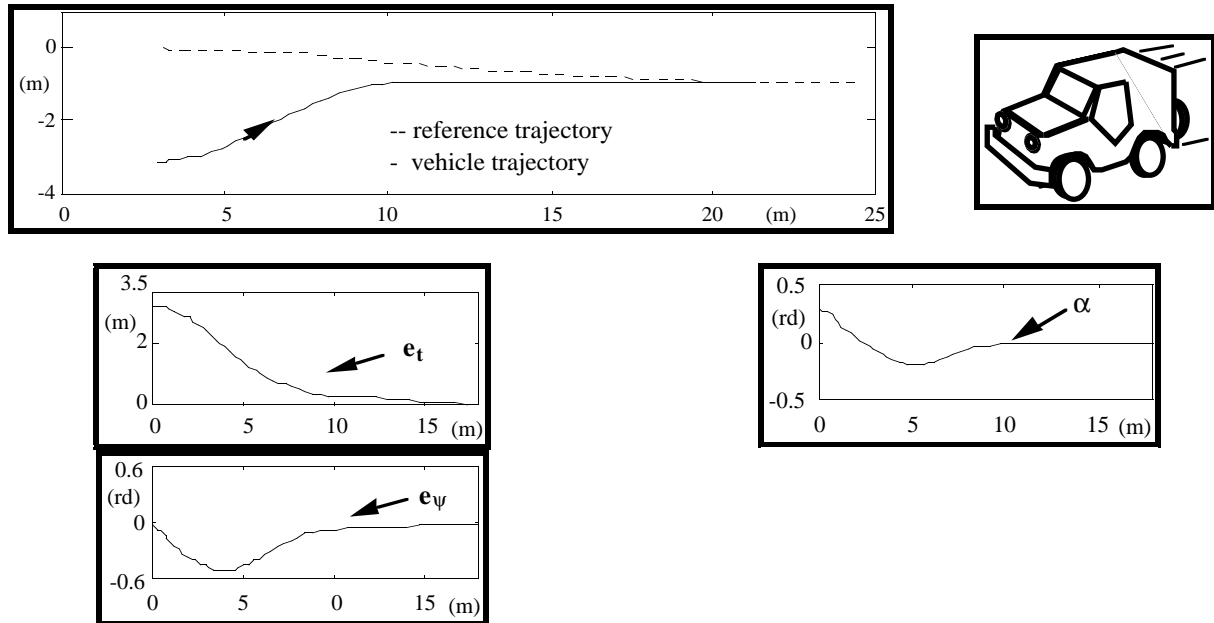 0
(m)
-2
-4
-- reference trajectory
- vehicle trajectory
0 5 10 15 20 (m) 25
3.5
(m)
2
0
e_t
0 5 10 15 (m)
0.5
(rd)
0
-0.5
α
0 5 10 15 (m)
0.6
(rd)
0
-0.6
e_ψ
0 5 0 15 (m)